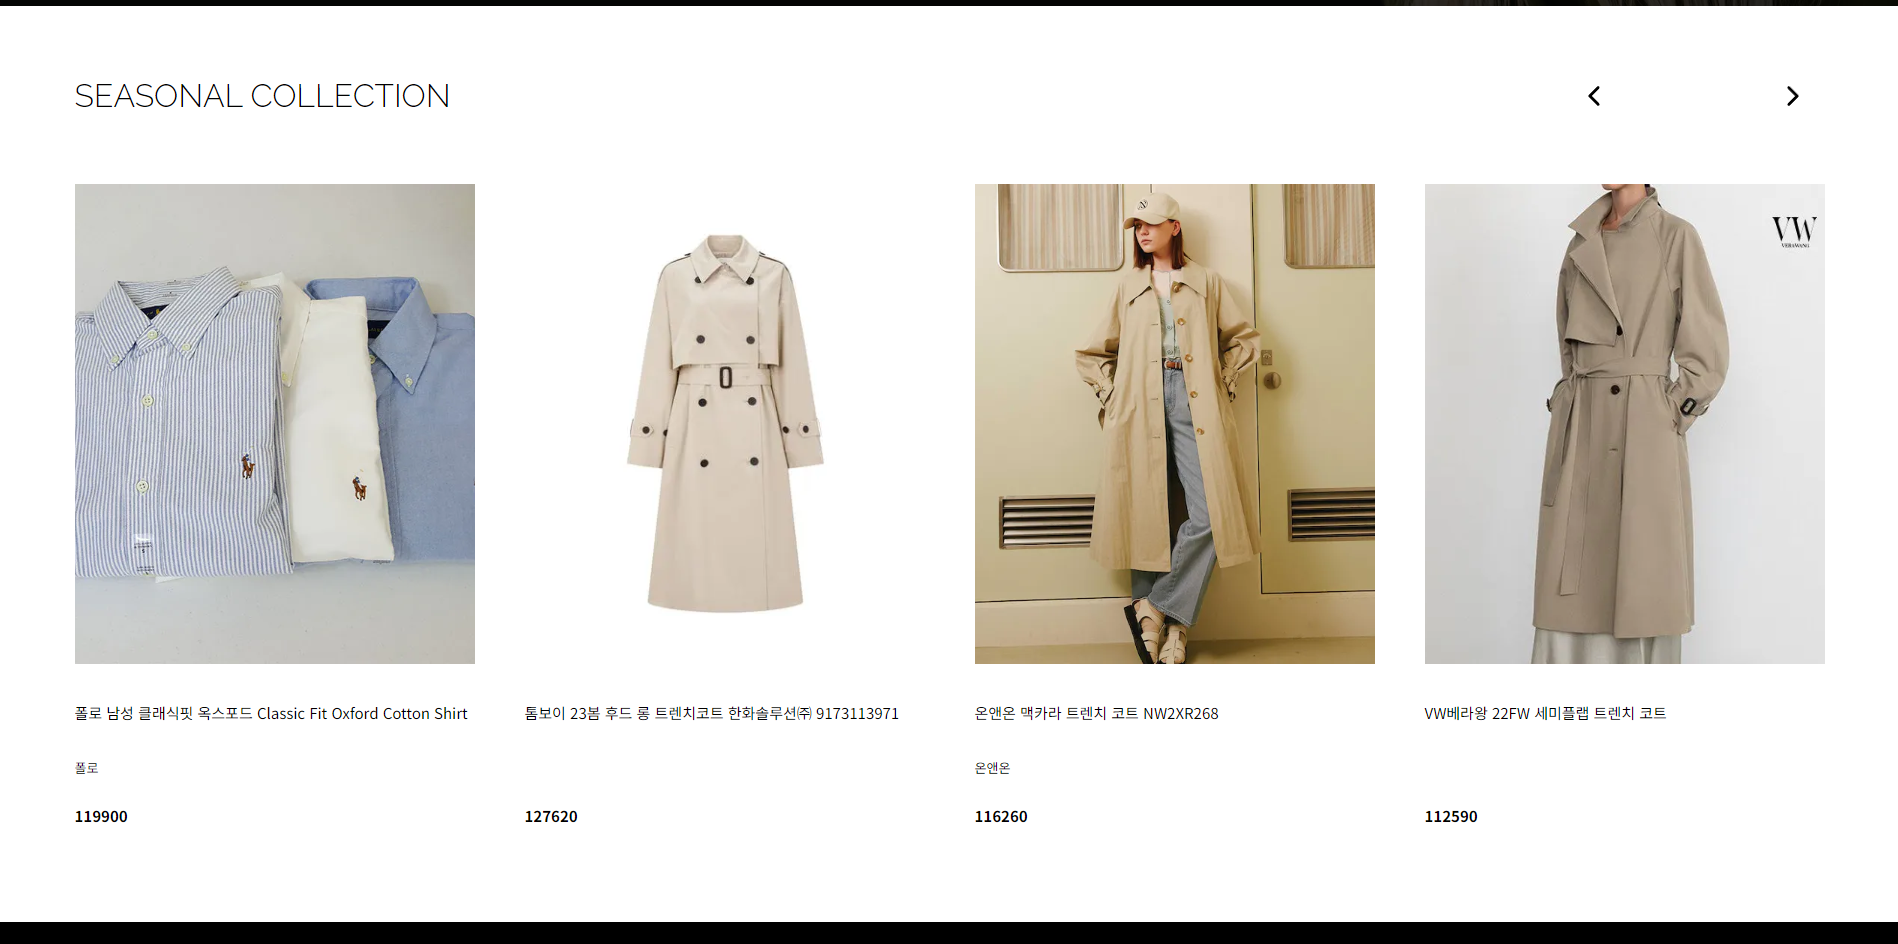 SEASONAL COLLECTION
VW
VERAWANG
폴로 남성 클래식핏 옥스포드 Classic Fit Oxford Cotton Shirt
톰보이 23봄 후드 롱 트렌치코트 한화솔루션㈜ 9173113971
온앤온 맥카라 트렌치 코트 NW2XR268
VW베라왕 22FW 세미플랩 트렌치 코트
폴로
온앤온
119900
127620
116260
112590